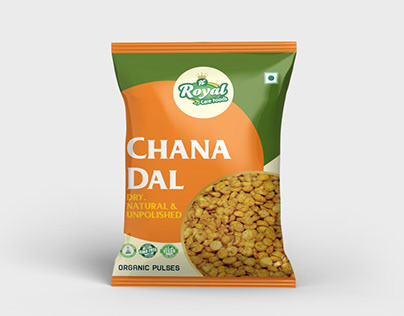 Royal
Care Foods
CHANA
DAL
DRY,
NATURAL &
UNPOLISHED
ORGANIC PULSES